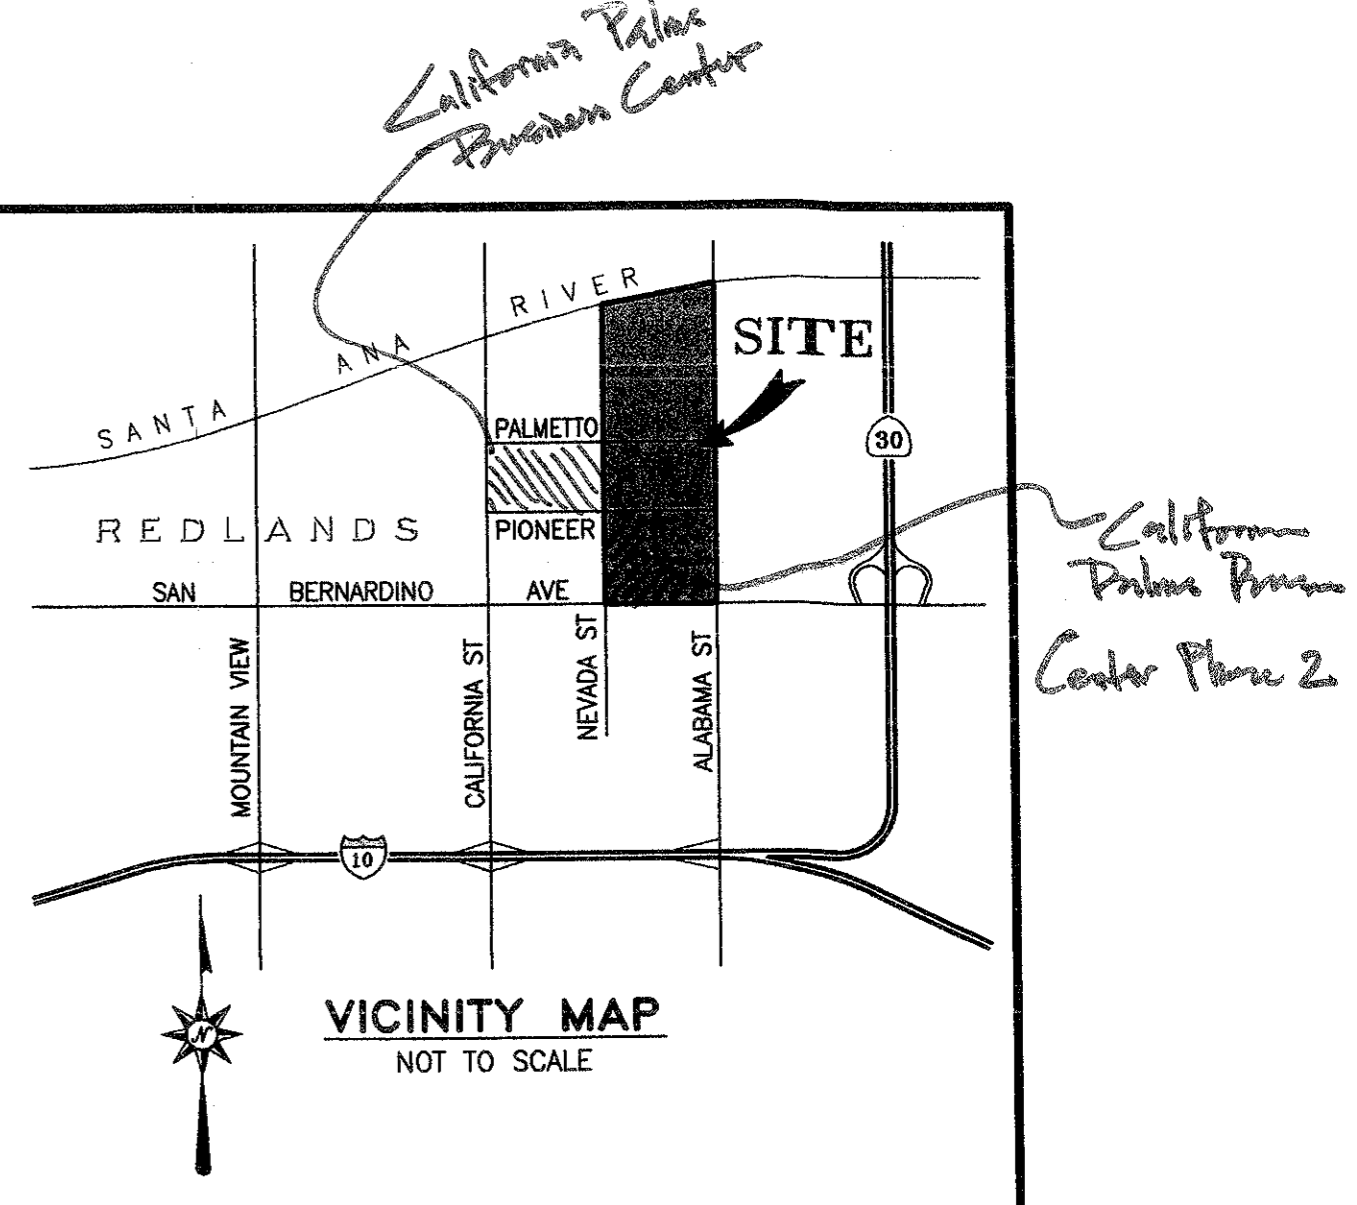 California Palms
Business Center
SANTA ANA RIVER
SITE
PALMETTO
30
REDLANDS
PIONEER
California
Palms
Center Phase 2
SAN BERNARDINO AVE
MOUNTAIN VIEW
CALIFORNIA ST
NEVADA ST
ALABAMA ST
10
N
VICINITY MAP
NOT TO SCALE